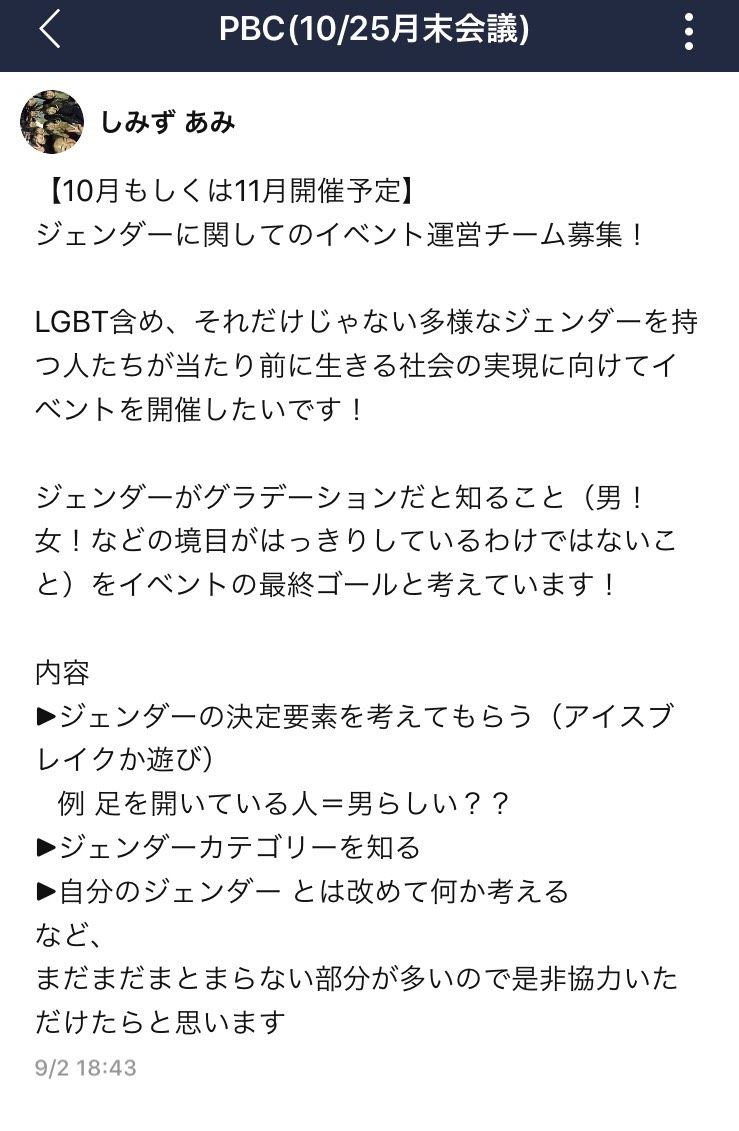 PBC(10/25月末会議)
しみず あみ
【10月もしくは11月開催予定】
ジェンダーに関してのイベント運営チーム募集！
LGBT含め、それだけじゃない多様なジェンダーを持
つ人たちが当たり前に生きる社会の実現に向けてイ
ベントを開催したいです！
ジェンダーがグラデーションだと知ること（男！
女！などの境目がはっきりしているわけではないこ
と）をイベントの最終ゴールと考えています！
内容
▶ジェンダーの決定要素を考えてもらう（アイスブ
レイクか遊び）
例 足を開いている人＝男らしい？？
▶ジェンダーカテゴリーを知る
▶自分のジェンダー とは改めて何か考える
など、
まだまだまとまらない部分が多いので是非協力いた
だけたらと思います
9/2 18:43